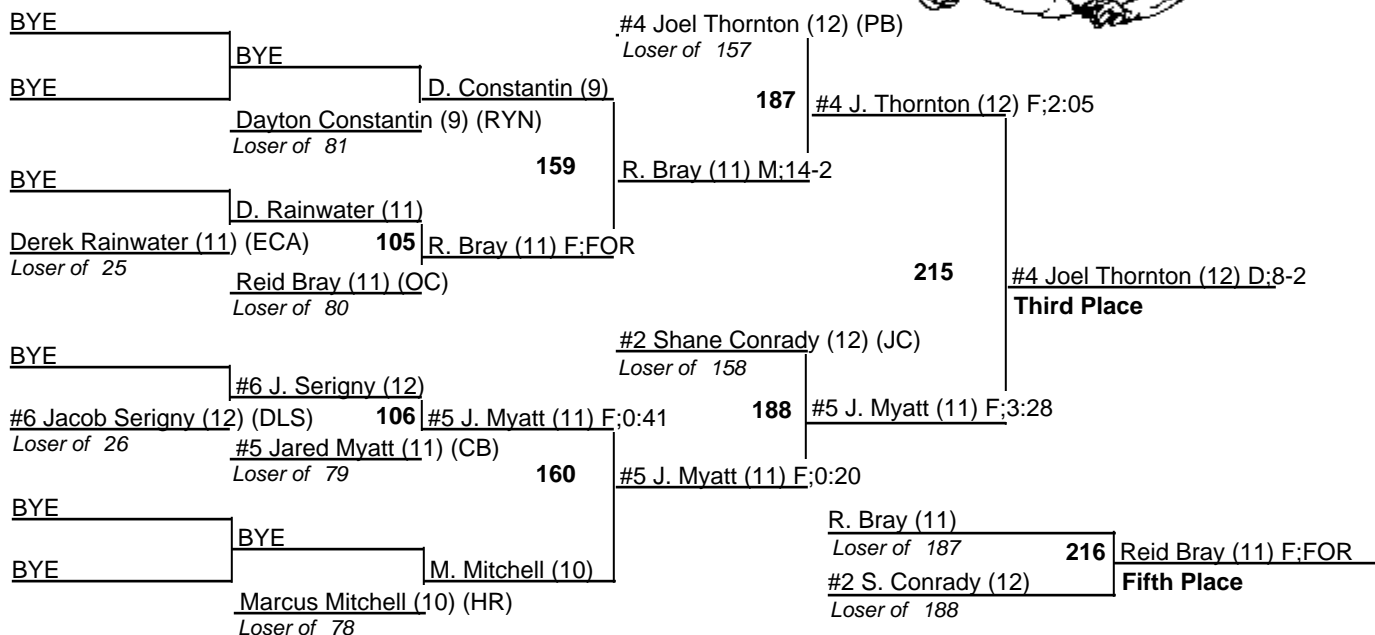 BYE
BYE
BYE
D. Constantin (9)
Dayton Constantin (9) (RYN)
Loser of 81
159
BYE
D. Rainwater (11)
Derek Rainwater (11) (ECA)
Loser of 25
105
R. Bray (11) F;FOR
Reid Bray (11) (OC)
Loser of 80
#4 Joel Thornton (12) (PB)
Loser of 157
187
#4 J. Thornton (12) F;2:05
R. Bray (11) M;14-2
215
#4 Joel Thornton (12) D;8-2
Third Place
BYE
#6 J. Serigny (12)
#6 Jacob Serigny (12) (DLS)
Loser of 26
106
#5 J. Myatt (11) F;0:41
#5 Jared Myatt (11) (CB)
Loser of 79
160
#2 Shane Conrady (12) (JC)
Loser of 158
188
#5 J. Myatt (11) F;3:28
#5 J. Myatt (11) F;0:20
BYE
BYE
BYE
M. Mitchell (10)
Marcus Mitchell (10) (HR)
Loser of 78
R. Bray (11)
Loser of 187
216
Reid Bray (11) F;FOR
#2 S. Conrady (12)
Fifth Place
Loser of 188